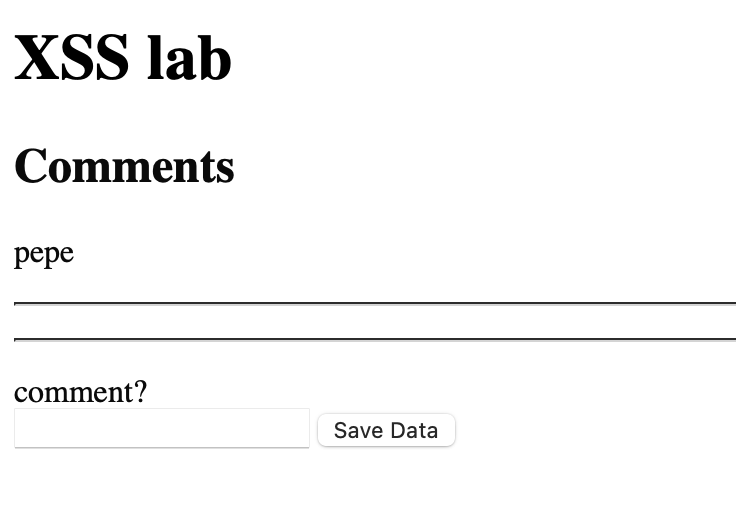 XSS lab
Comments
pepe
comment?
Save Data